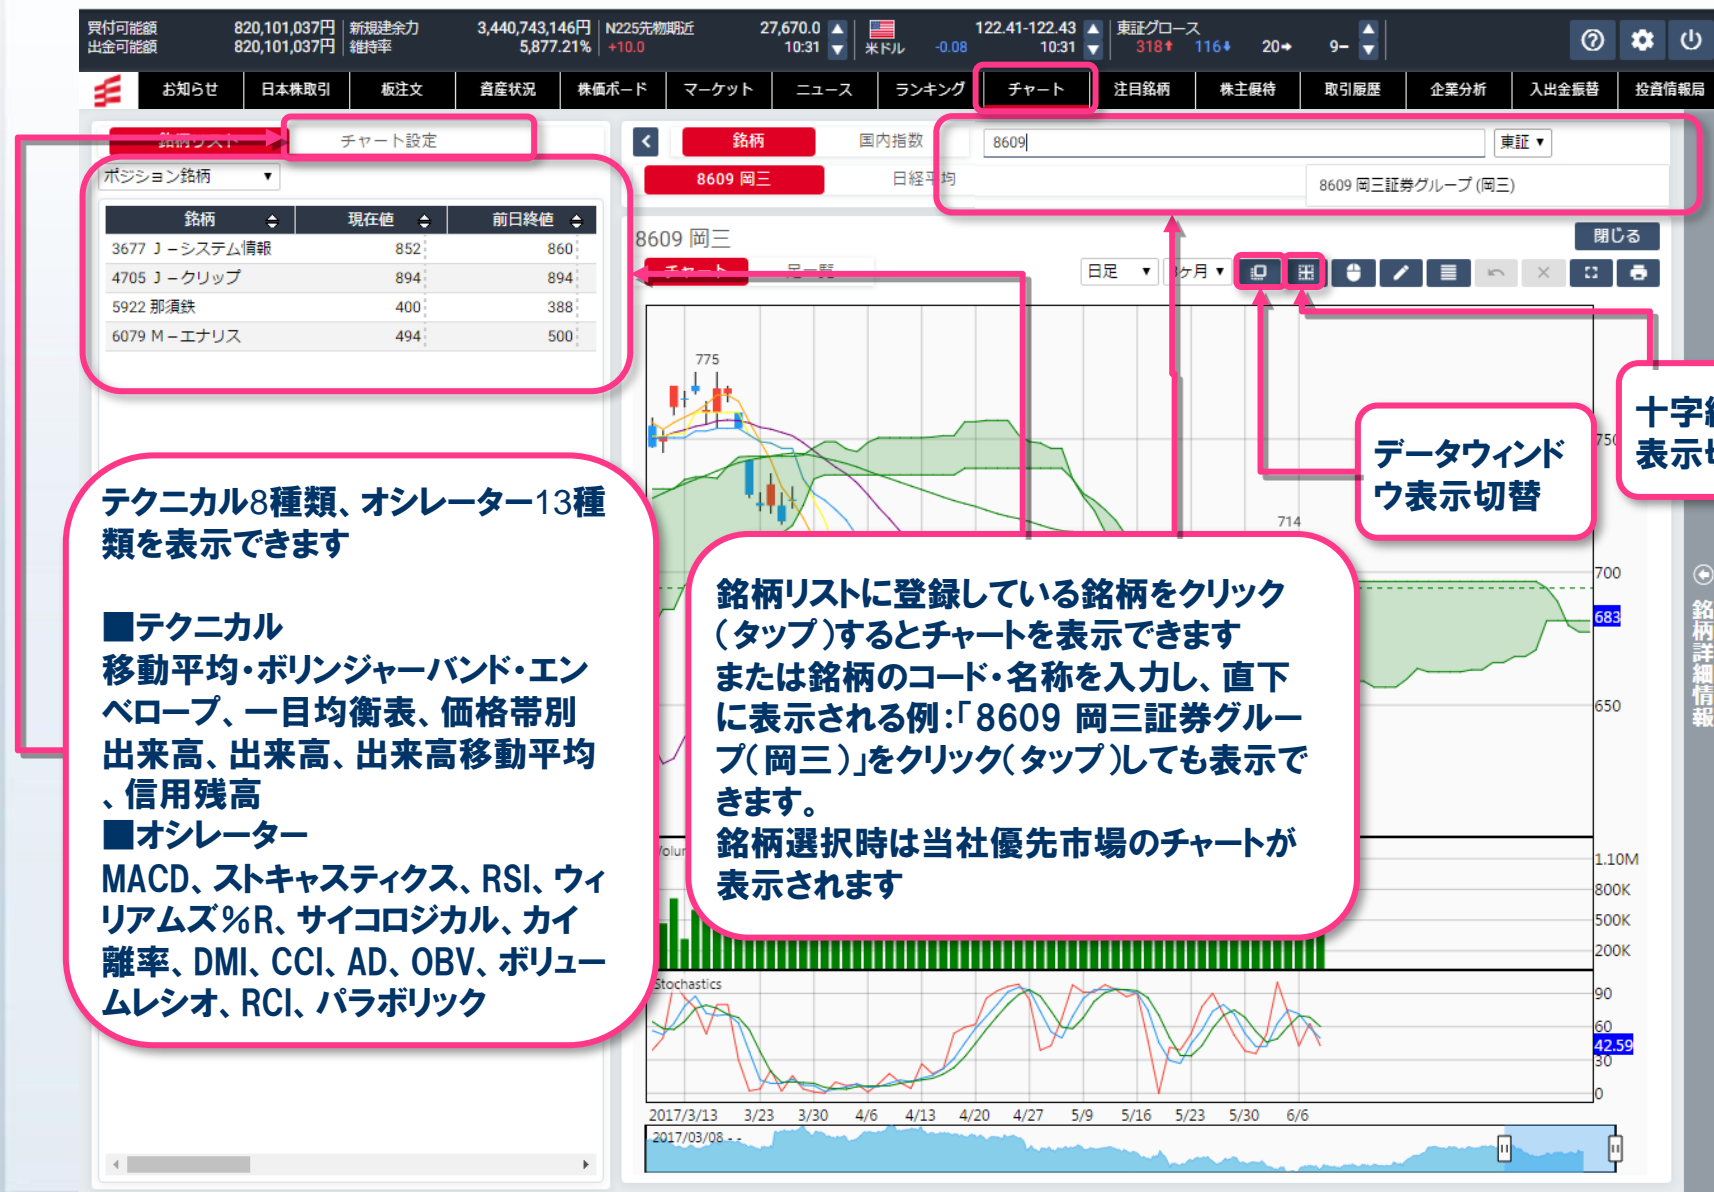 買付可能額 820,101,037円 新規建余力 3,440,743,146円 N225先物期近 27,670.0 ▲ 122.41-122.43 ▲ 東証グロース ▲
出金可能額 820,101,037円 維持率 5,877.21% +10.0 10:31 ▼ 米ドル -0.08 10:31 ▼ 318⬆ 116⬇ 20➡ 9− ▼
お知らせ 日本株取引 板注文 資産状況 株価ボード マーケット ニュース ランキング チャート 注目銘柄 株主優待 取引履歴 企業分析 入出金振替 投資情報局
銘柄リスト チャート設定
銘柄 国内指数 8609 東証 ▼
ポジション銘柄 ▼
8609 岡三 日経平均 8609 岡三証券グループ (岡三)
銘柄 現在値 前日終値
3677 J－システム情報 852 860
4705 J－クリップ 894 894
5922 那須鉄 400 388
6079 M－エナリス 494 500
8609 岡三 閉じる
チャート 足一覧 日足 ▼ ヶ月 ▼
775
714
750
700
683
650
十字
表示
データウィンド
ウ表示切替
テクニカル8種類、オシレーター13種
類を表示できます
■テクニカル
移動平均・ボリンジャーバンド・エン
ベロープ、一目均衡表、価格帯別
出来高、出来高、出来高移動平均
、信用残高
■オシレーター
MACD、ストキャスティクス、RSI、ウィ
リアムズ％R、サイコロジカル、カイ
離率、DMI、CCI、AD、OBV、ボリュー
ムレシオ、RCI、パラボリック
銘柄リストに登録している銘柄をクリック
（タップ）するとチャートを表示できます
または銘柄のコード・名称を入力し、直下
に表示される例：「8609 岡三証券グルー
プ（岡三）」をクリック（タップ）しても表示で
きます。
銘柄選択時は当社優先市場のチャートが
表示されます
銘柄詳細情報
1.10M
800K
500K
200K
Stochastics
90
60
42.59
30
0
2017/3/13 3/23 3/30 4/6 4/13 4/20 4/27 5/9 5/16 5/23 5/30 6/6
2017/03/08 - -